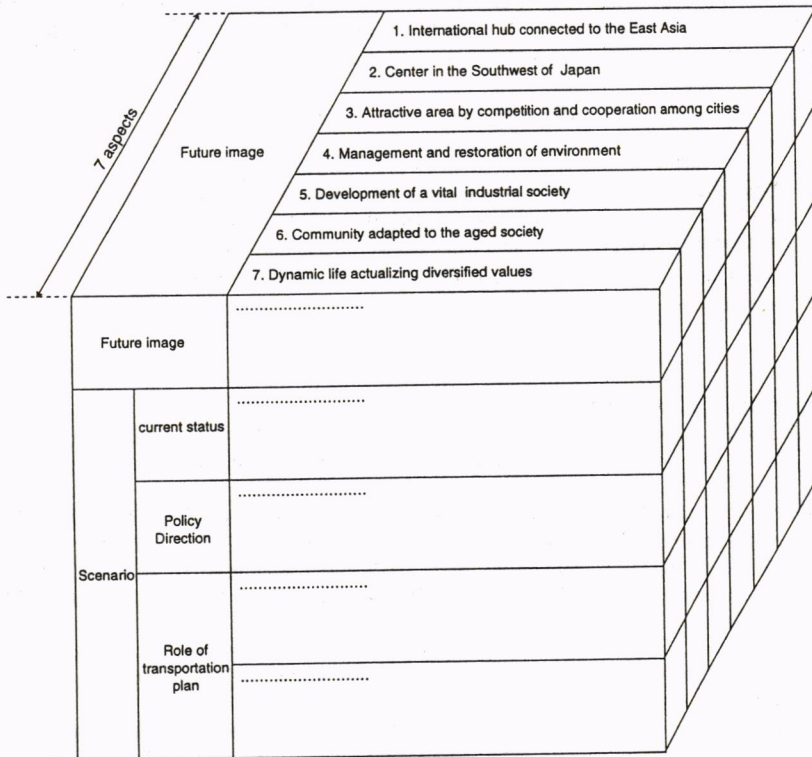 1. International hub connected to the East Asia
2. Center in the Southwest of Japan
3. Attractive area by competition and cooperation among cities
7 aspects
Future image
4. Management and restoration of environment
5. Development of a vital industrial society
6. Community adapted to the aged society
7. Dynamic life actualizing diversified values
Future image
current status
Policy
Direction
Scenario
Role of
transportation
plan